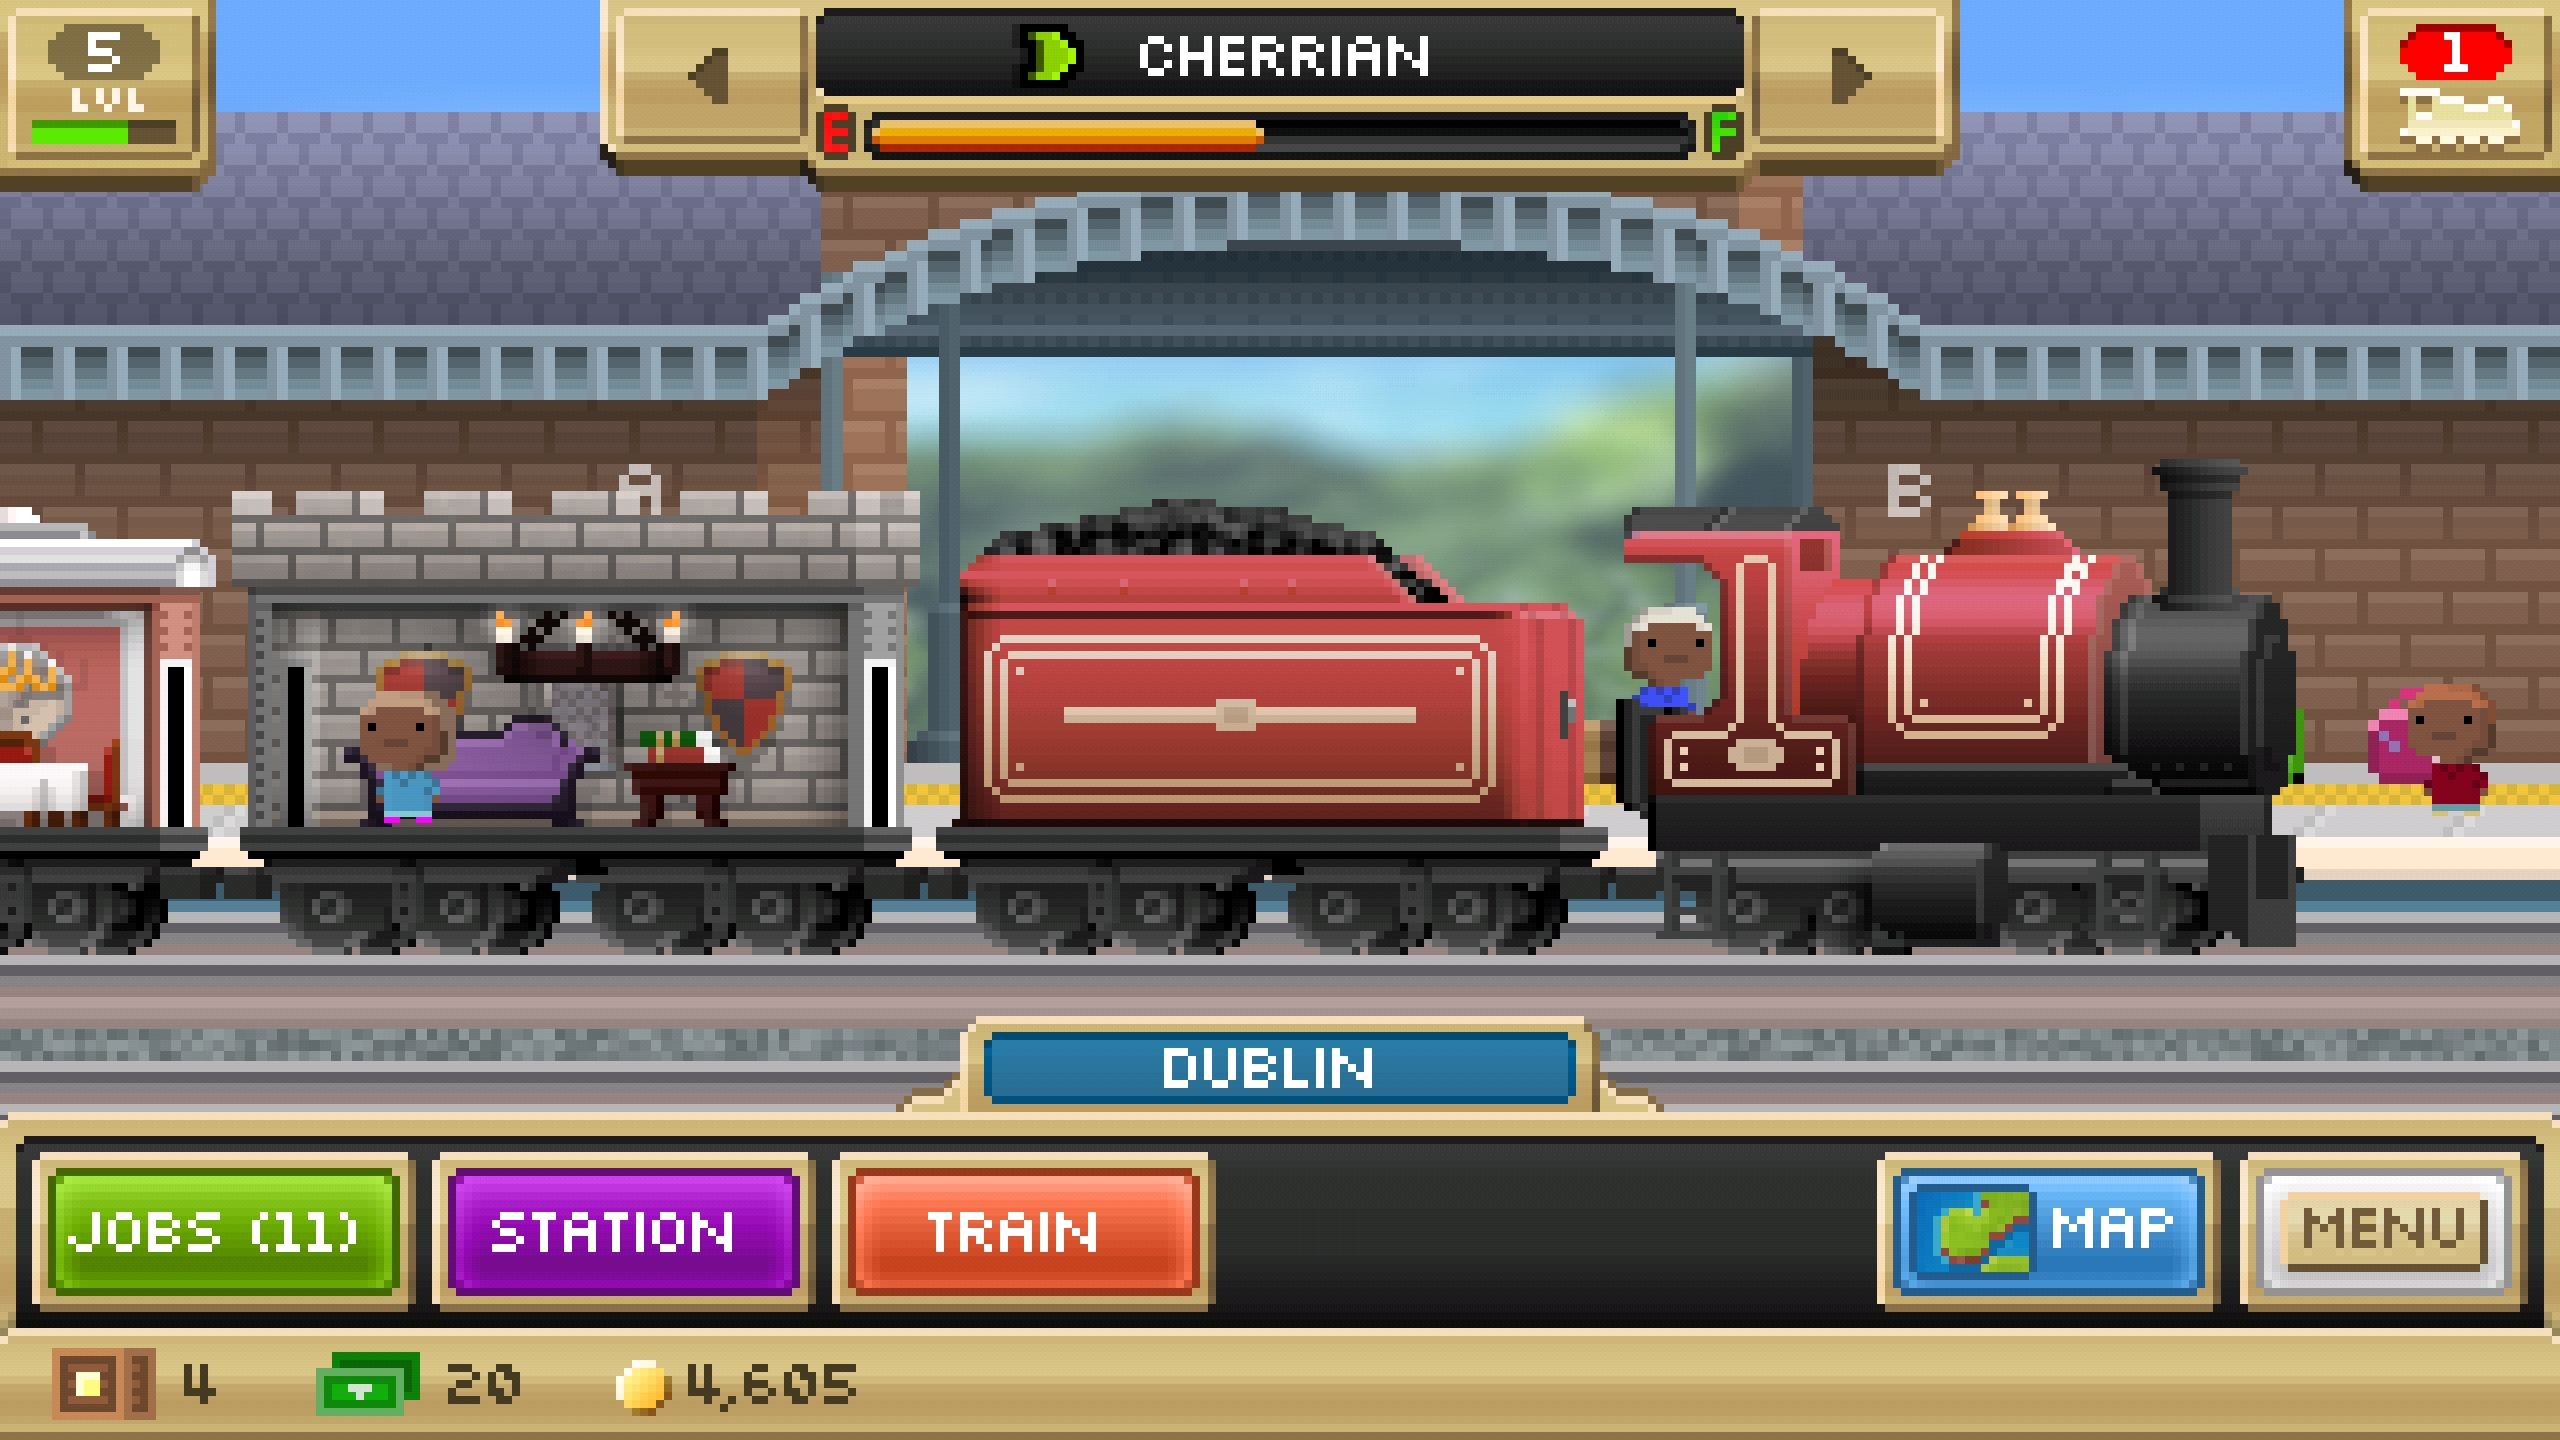 5
LVL
CHERRIAN
E
F
1
A
B
DUBLIN
JOBS (11)
STATION
TRAIN
MAP
MENU
4
20
4,605